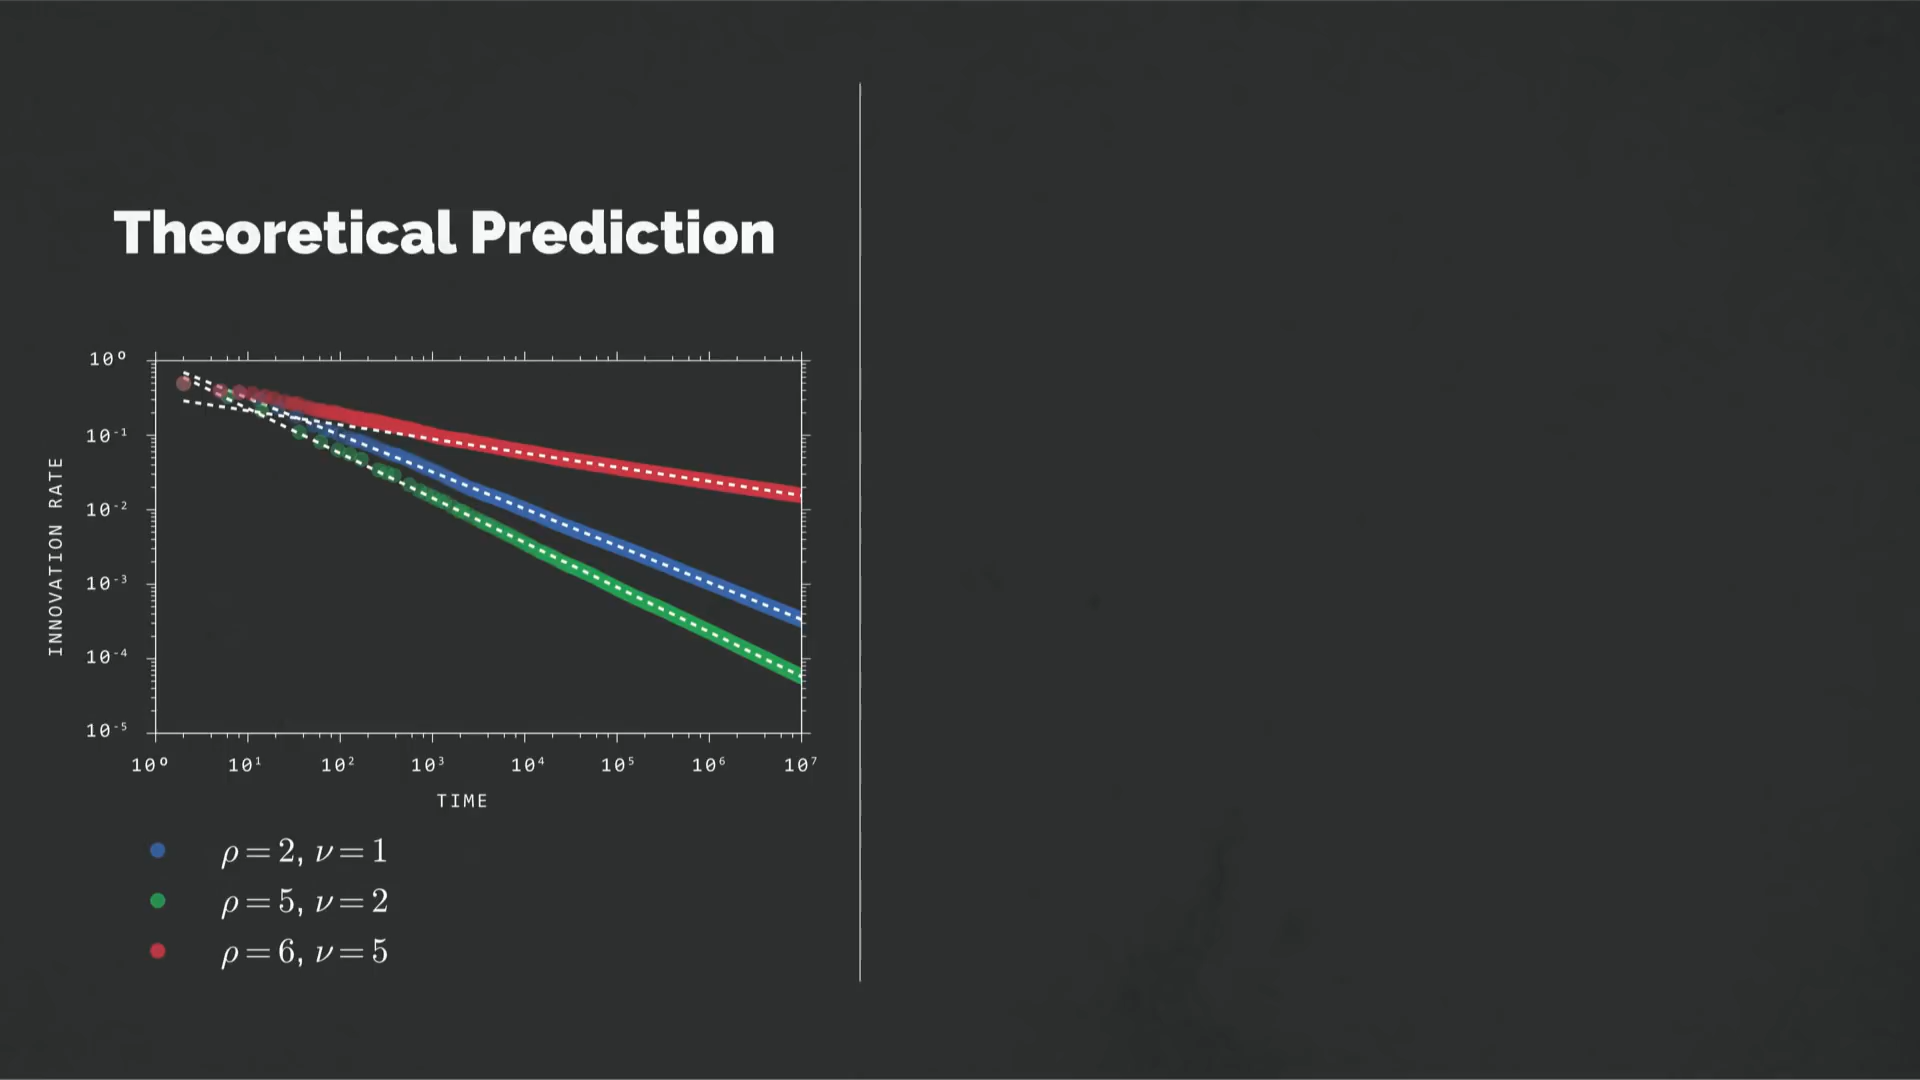 Theoretical Prediction
INNOVATION RATE
10⁰
10⁻¹
10⁻²
10⁻³
10⁻⁴
10⁻⁵
10⁰ 10¹ 10² 10³ 10⁴ 10⁵ 10⁶ 10⁷
TIME
ρ = 2, ν = 1
ρ = 5, ν = 2
ρ = 6, ν = 5